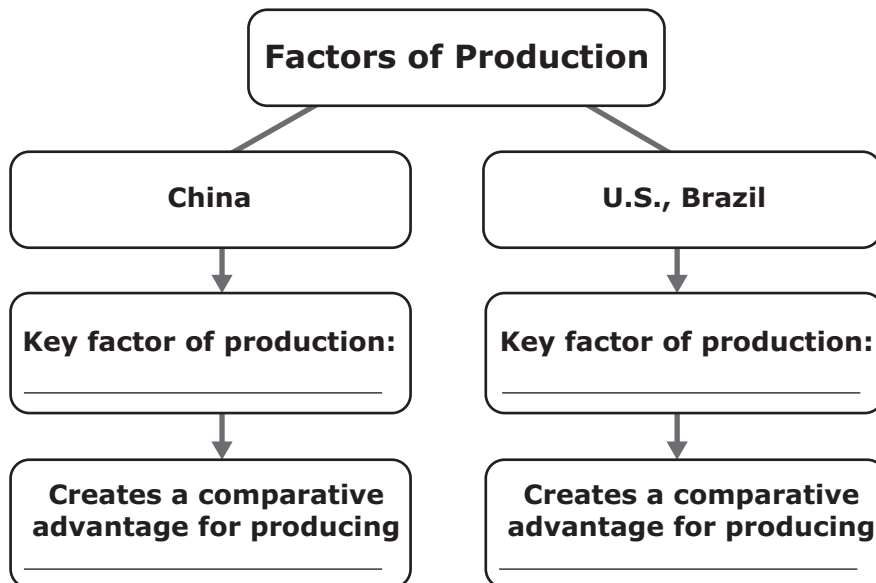 Factors of Production
China
U.S., Brazil
Key factor of production:
Key factor of production:
Creates a comparative
advantage for producing
Creates a comparative
advantage for producing